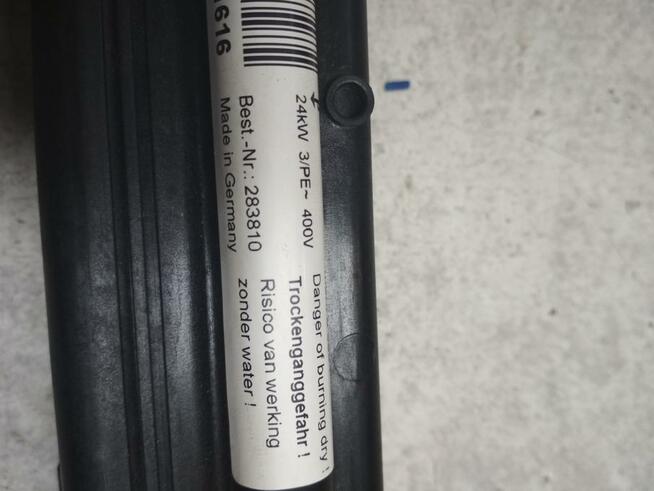 1616
24kW 3/PE~ 400V
Best.-Nr.: 283810
Made in Germany
Danger of burning dry !
Trockenganggefahr !
Risico van werking
zonder water !